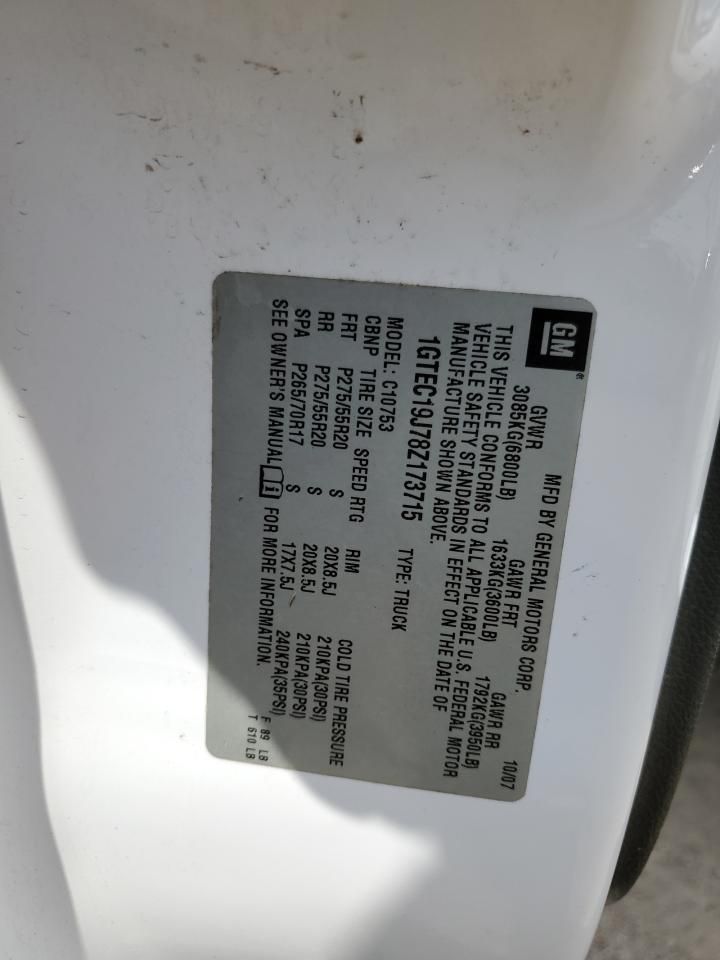 GM ®
MFD BY GENERAL MOTORS CORP. 10/07
GVWR GAWR FRT GAWR RR
3085KG(6800LB) 1633KG(3600LB) 1792KG(3950LB)
THIS VEHICLE CONFORMS TO ALL APPLICABLE U.S. FEDERAL MOTOR
VEHICLE SAFETY STANDARDS IN EFFECT ON THE DATE OF
MANUFACTURE SHOWN ABOVE.
1GTEC19J78Z173715 TYPE: TRUCK
MODEL: C10753
CBNP TIRE SIZE SPEED RTG RIM COLD TIRE PRESSURE
FRT P275/55R20 S 20X8.5J 210KPA(30PSI)
RR P275/55R20 S 20X8.5J 210KPA(30PSI)
SPA P265/70R17 S 17X7.5J 240KPA(35PSI)
SEE OWNER'S MANUAL FOR MORE INFORMATION.
F 89 LB
T 610 LB